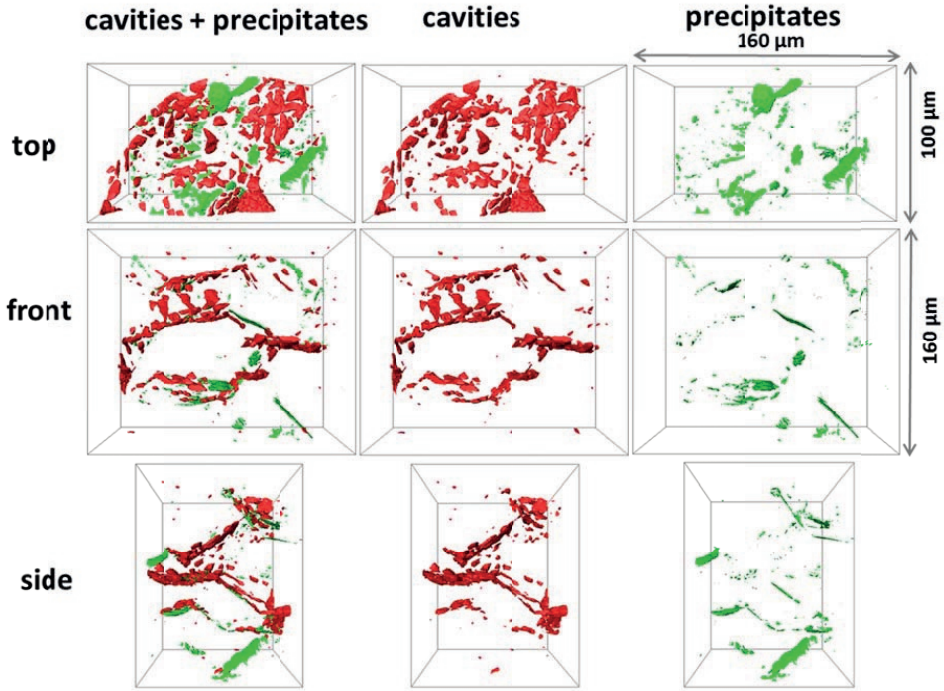 cavities + precipitates
cavities
precipitates
160 µm
top
100 µm
front
160 µm
side